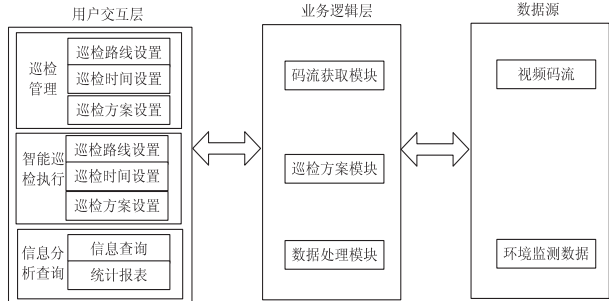 用户交互层
业务逻辑层
数据源
巡检
管理
巡检路线设置
巡检时间设置
巡检方案设置
智能巡
检执行
巡检路线设置
巡检时间设置
巡检方案设置
信息分
析查询
信息查询
统计报表
码流获取模块
巡检方案模块
数据处理模块
视频码流
环境监测数据